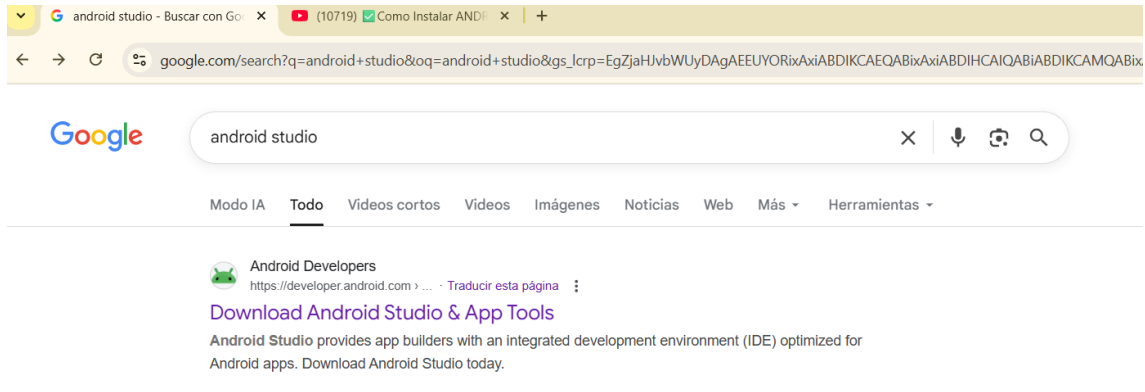 android studio - Buscar con Goo
(10719) ✅Como Instalar ANDR
google.com/search?q=android+studio&oq=android+studio&gs_lcrp=EgZjaHJvbWUyDAgAEEUYORixAxiABDIKCAEQABixAxiABDIHCAIQABiABDIKCAMQABix
Google
android studio
Modo IA Todo Videos cortos Videos Imágenes Noticias Web Más Herramientas
Android Developers
https://developer.android.com › ... · Traducir esta página
Download Android Studio & App Tools
Android Studio provides app builders with an integrated development environment (IDE) optimized for
Android apps. Download Android Studio today.